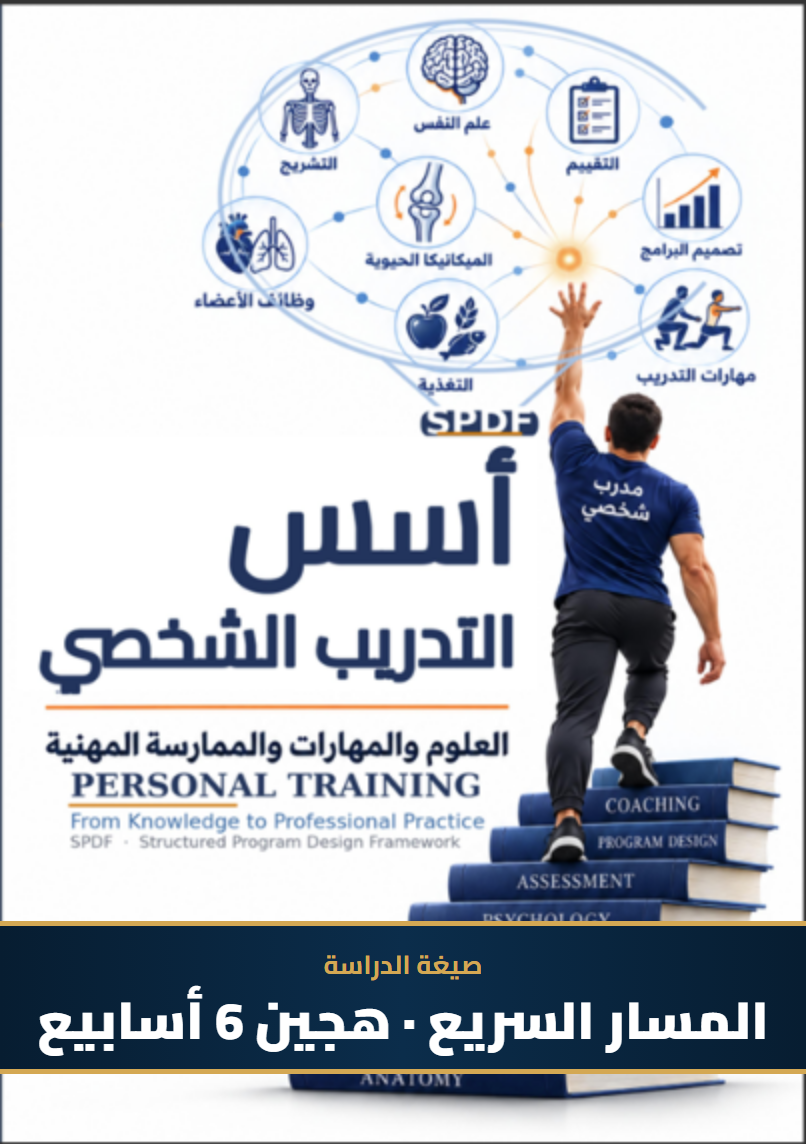 علم النفس
التشريح
التقييم
تصميم البرامج
الميكانيكا الحيوية
وظائف الأعضاء
مهارات التدريب
التغذية
SPDF
أسس
التدريب الشخصي
مدرب
شخصي
العلوم والمهارات والممارسة المهنية
PERSONAL TRAINING
From Knowledge to Professional Practice
SPDF · Structured Program Design Framework
COACHING
PROGRAM DESIGN
ASSESSMENT
PSYCHOLOGY
صيغة الدراسة
المسار السريع · هجين 6 أسابيع
ANATOMY